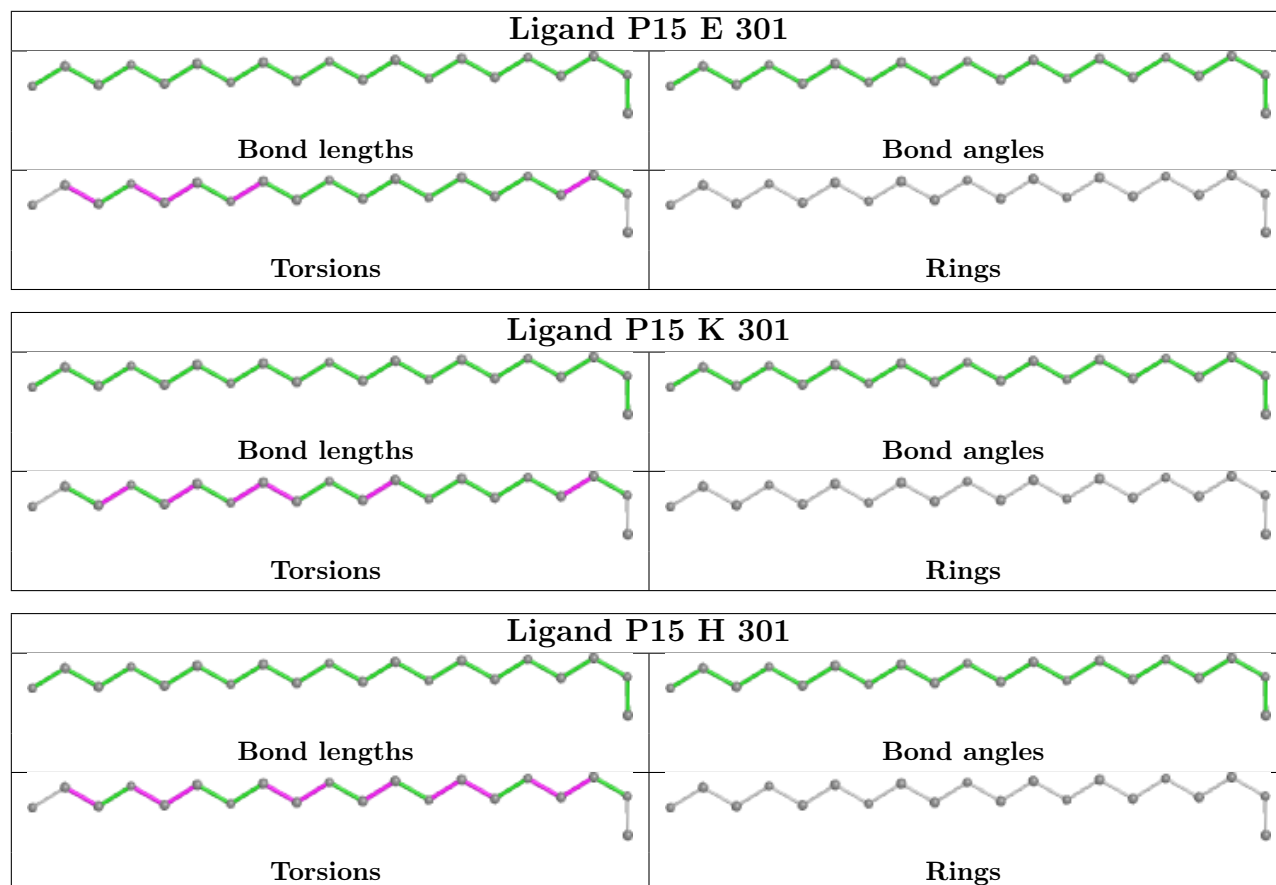 Ligand P15 E 301
Bond lengths
Bond angles
Torsions
Rings
Ligand P15 K 301
Bond lengths
Bond angles
Torsions
Rings
Ligand P15 H 301
Bond lengths
Bond angles
Torsions
Rings